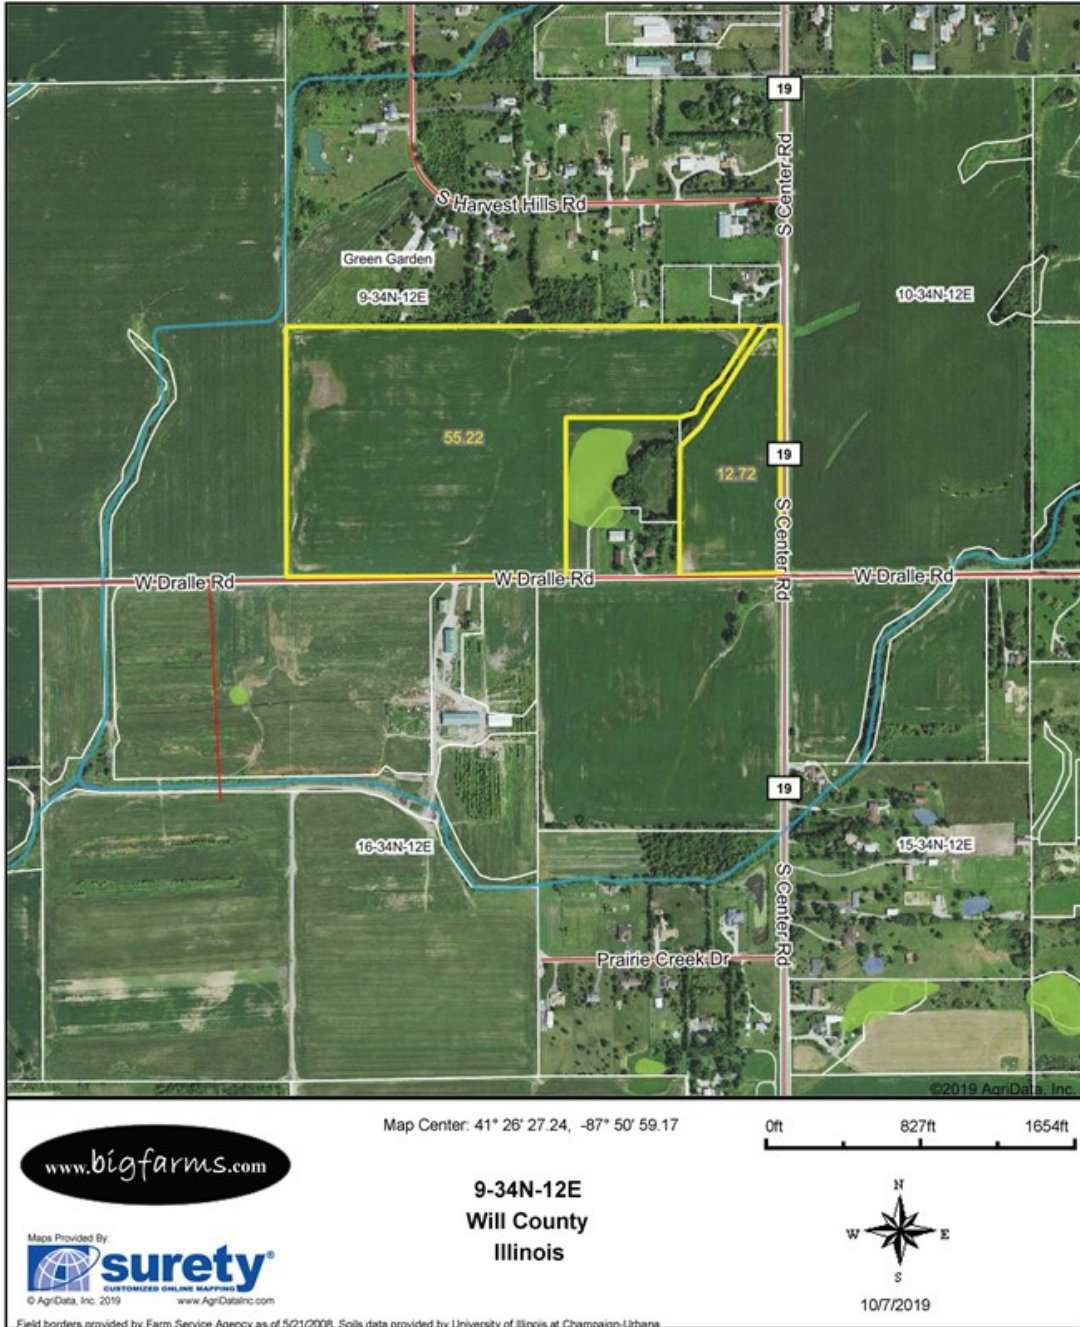 19
S Center Rd
S Harvest Hills Rd
Green Garden
9-34N-12E
10-34N-12E
55.22
19
12.72
S Center Rd
W Dralle Rd
W Dralle Rd
W Dralle Rd
19
16-34N-12E
15-34N-12E
S Center Rd
Prairie Creek Dr
©2019 AgriData, Inc.
www.bigfarms.com
Map Center: 41° 26' 27.24, -87° 50' 59.17
0ft 827ft 1654ft
9-34N-12E
Will County
Illinois
N
W E
S
Maps Provided By:
surety®
CUSTOMIZED ONLINE MAPPING
© AgriData, Inc. 2019 www.AgriDataInc.com
10/7/2019
Field borders provided by Farm Service Agency as of 5/21/2008. Soils data provided by University of Illinois at Champaign-Urbana.